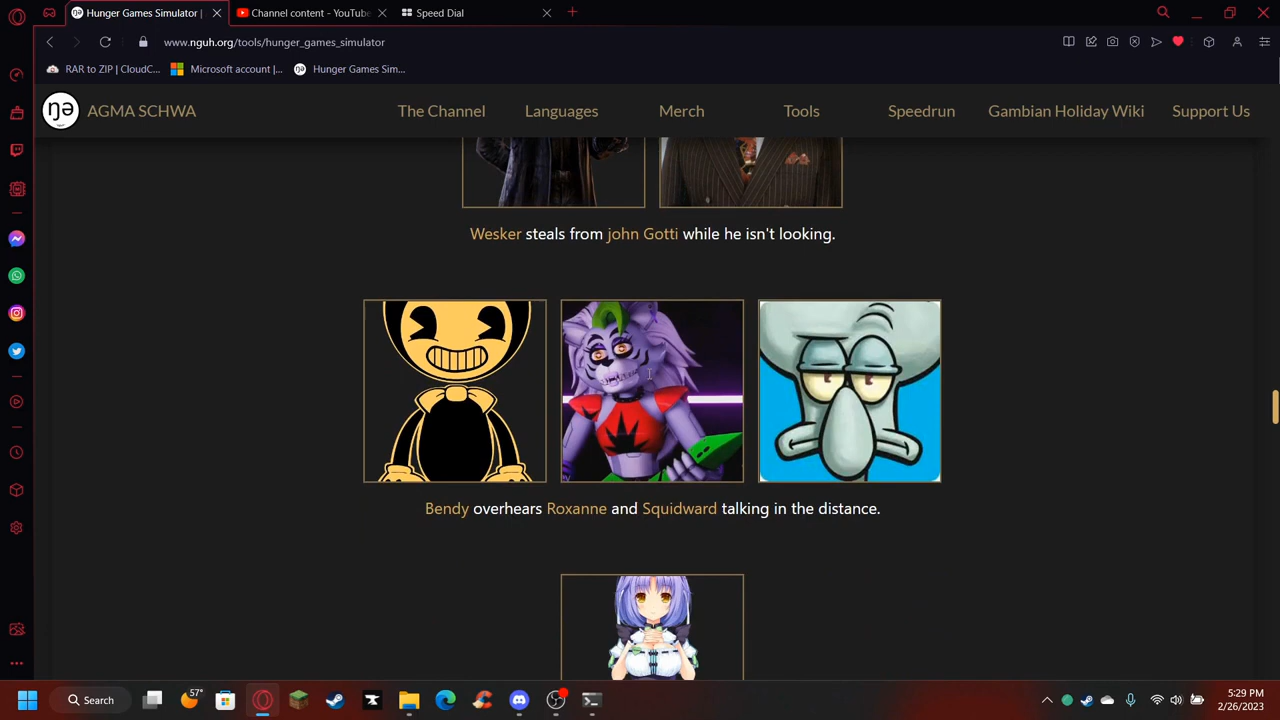 Hunger Games Simulator |
Channel content - YouTube
Speed Dial
www.nguh.org/tools/hunger_games_simulator
RAR to ZIP | CloudC...
Microsoft account |...
Hunger Games Sim...
ŋə
AGMA SCHWA
The Channel
Languages
Merch
Tools
Speedrun
Gambian Holiday Wiki
Support Us
Wesker steals from john Gotti while he isn't looking.
Bendy overhears Roxanne and Squidward talking in the distance.
57°
Search
5:29 PM
2/26/2023